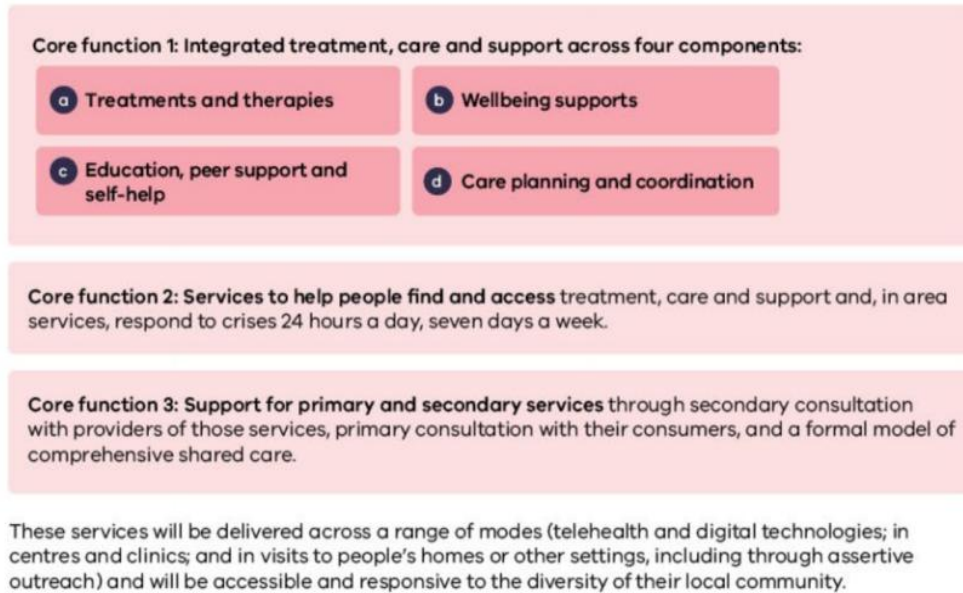 Core function 1: Integrated treatment, care and support across four components:
a Treatments and therapies
b Wellbeing supports
c Education, peer support and
self-help
d Care planning and coordination
Core function 2: Services to help people find and access treatment, care and support and, in area
services, respond to crises 24 hours a day, seven days a week.
Core function 3: Support for primary and secondary services through secondary consultation
with providers of those services, primary consultation with their consumers, and a formal model of
comprehensive shared care.
These services will be delivered across a range of modes (telehealth and digital technologies; in
centres and clinics; and in visits to people's homes or other settings, including through assertive
outreach) and will be accessible and responsive to the diversity of their local community.